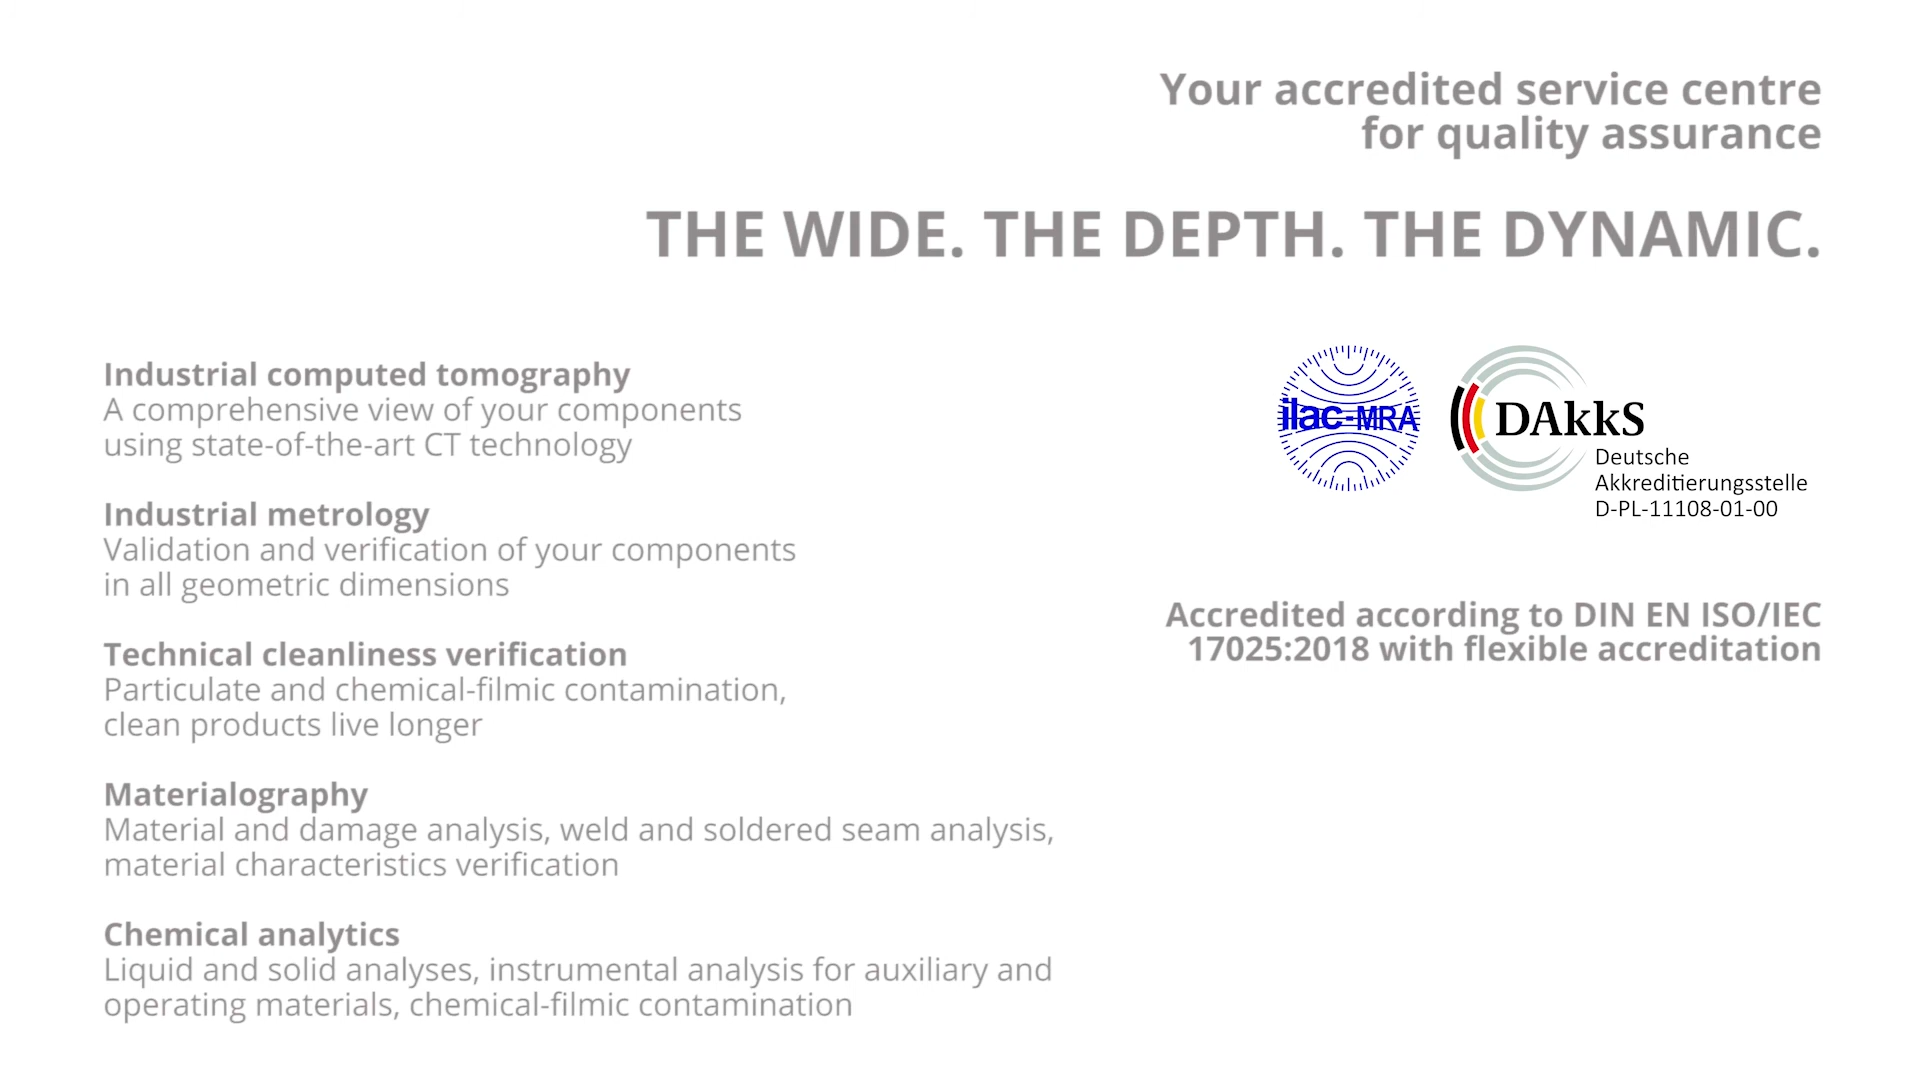 Your accredited service centre
for quality assurance
THE WIDE. THE DEPTH. THE DYNAMIC.
Industrial computed tomography
A comprehensive view of your components
using state-of-the-art CT technology
Industrial metrology
Validation and verification of your components
in all geometric dimensions
Technical cleanliness verification
Particulate and chemical-filmic contamination,
clean products live longer
Materialography
Material and damage analysis, weld and soldered seam analysis,
material characteristics verification
Chemical analytics
Liquid and solid analyses, instrumental analysis for auxiliary and
operating materials, chemical-filmic contamination
ilac-MRA
DAkkS
Deutsche
Akkreditierungsstelle
D-PL-11108-01-00
Accredited according to DIN EN ISO/IEC
17025:2018 with flexible accreditation